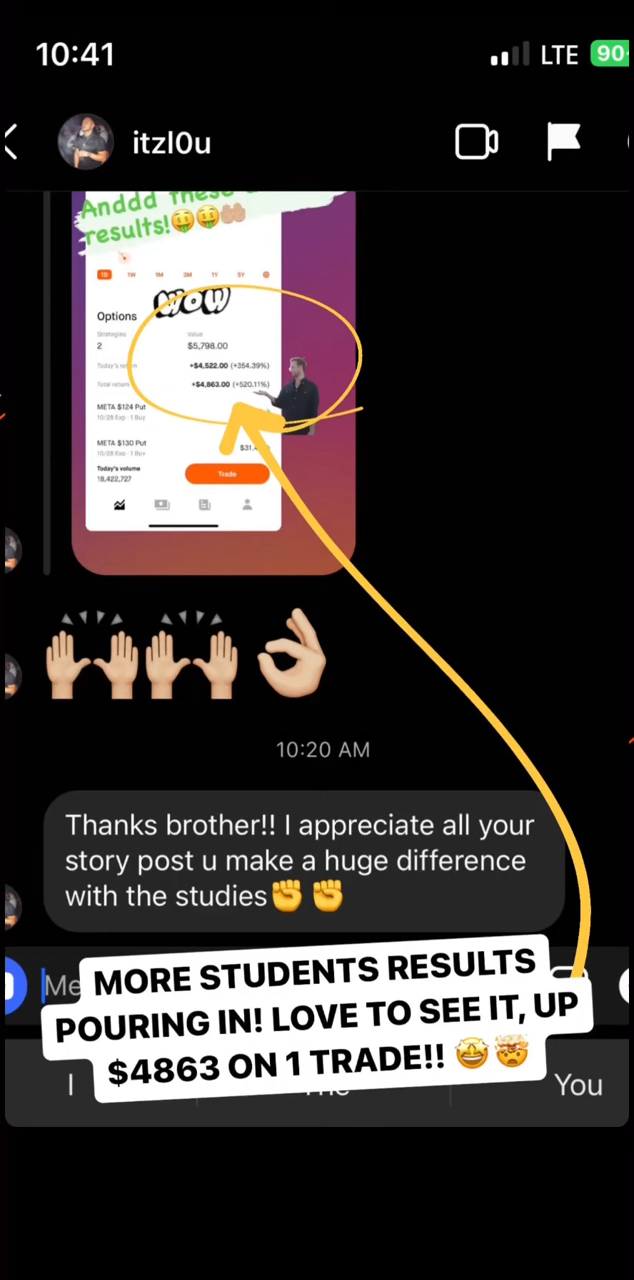 10:41
LTE
90
itzl0u
Anddd these
results!🤑🤑🤲🏽
1D 1W 1M 3M 1Y 5Y
WOW
Options
Strategies Value
2 $5,798.00
Today's +$4,522.00 (+354.39%)
Total return +$4,863.00 (+520.11%)
META $124 Put
10/28 Exp · 1 Buy
META $130 Put
10/28 Exp · 1 Buy
Today's volume
18,422,727
Trade
10:20 AM
Thanks brother!! I appreciate all your
story post u make a huge difference
with the studies✊✊
Me
MORE STUDENTS RESULTS
POURING IN! LOVE TO SEE IT, UP
$4863 ON 1 TRADE!! 🤩🤯
I
You